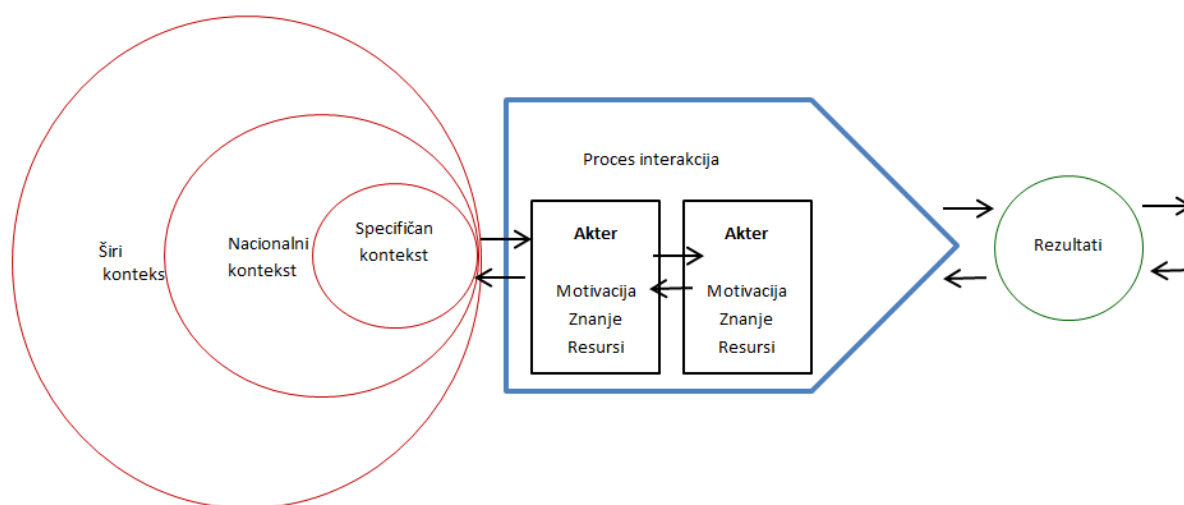 Širi
konteks
Nacionalni
kontekst
Specifičan
kontekst
Proces interakcija
Akter
Motivacija
Znanje
Resursi
Akter
Motivacija
Znanje
Resursi
Rezultati